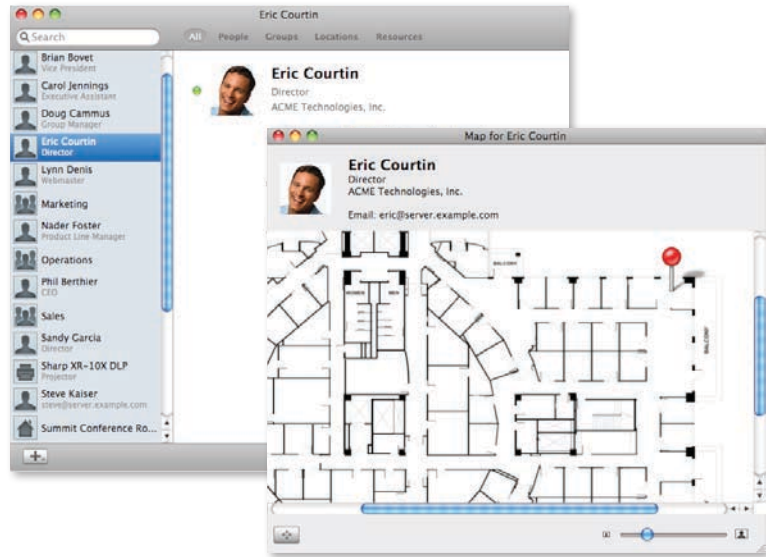 Eric Courtin
Search
All People Groups Locations Resources
Brian Bovet
Vice President
Carol Jennings
Executive Assistant
Doug Cammus
Group Manager
Eric Courtin
Director
Lynn Denis
Webmaster
Marketing
Nader Foster
Product Line Manager
Operations
Phil Berthier
CEO
Sales
Sandy Garcia
Director
Sharp XR-10X DLP
Projector
Steve Kaiser
steve@server.example.com
Summit Conference Ro...
Eric Courtin
Director
ACME Technologies, Inc.
Map for Eric Courtin
Eric Courtin
Director
ACME Technologies, Inc.
Email: eric@server.example.com
BALCONY
WOMEN MEN
BALCONY